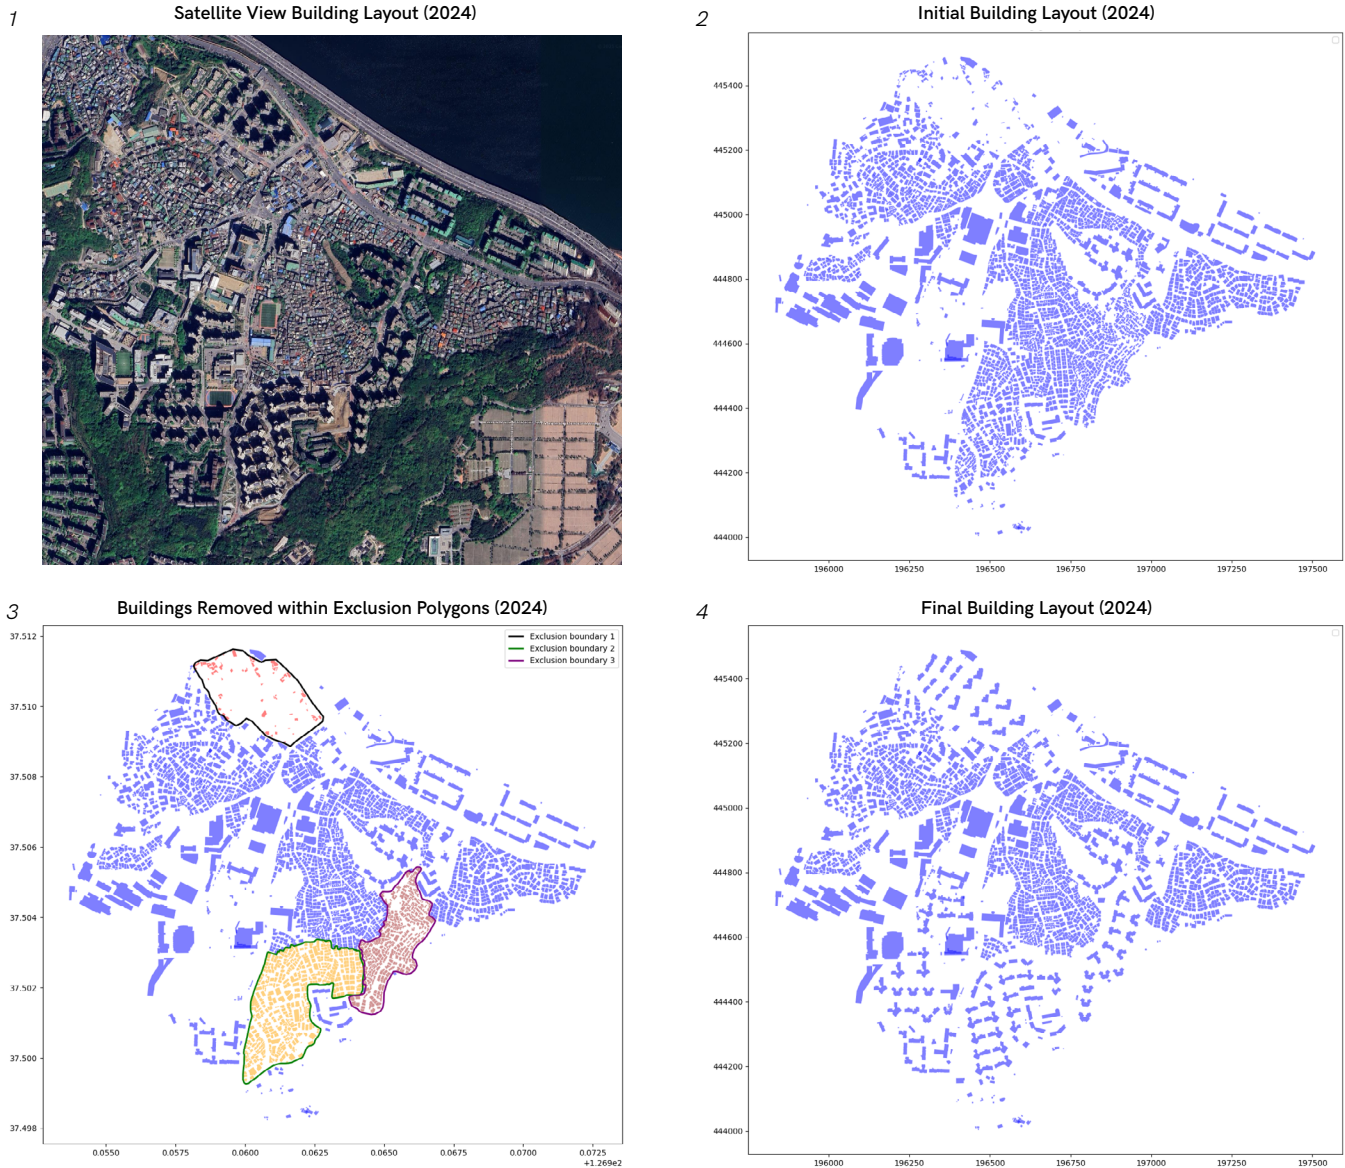 1
Satellite View Building Layout (2024)
2
Initial Building Layout (2024)
445400
445200
445000
444800
444600
444400
444200
444000
196000 196250 196500 196750 197000 197250 197500
3
Buildings Removed within Exclusion Polygons (2024)
37.512
37.510
37.508
37.506
37.504
37.502
37.500
37.498
Exclusion boundary 1
Exclusion boundary 2
Exclusion boundary 3
0.0550 0.0575 0.0600 0.0625 0.0650 0.0675 0.0700 0.0725
+1.269e2
4
Final Building Layout (2024)
445400
445200
445000
444800
444600
444400
444200
444000
196000 196250 196500 196750 197000 197250 197500